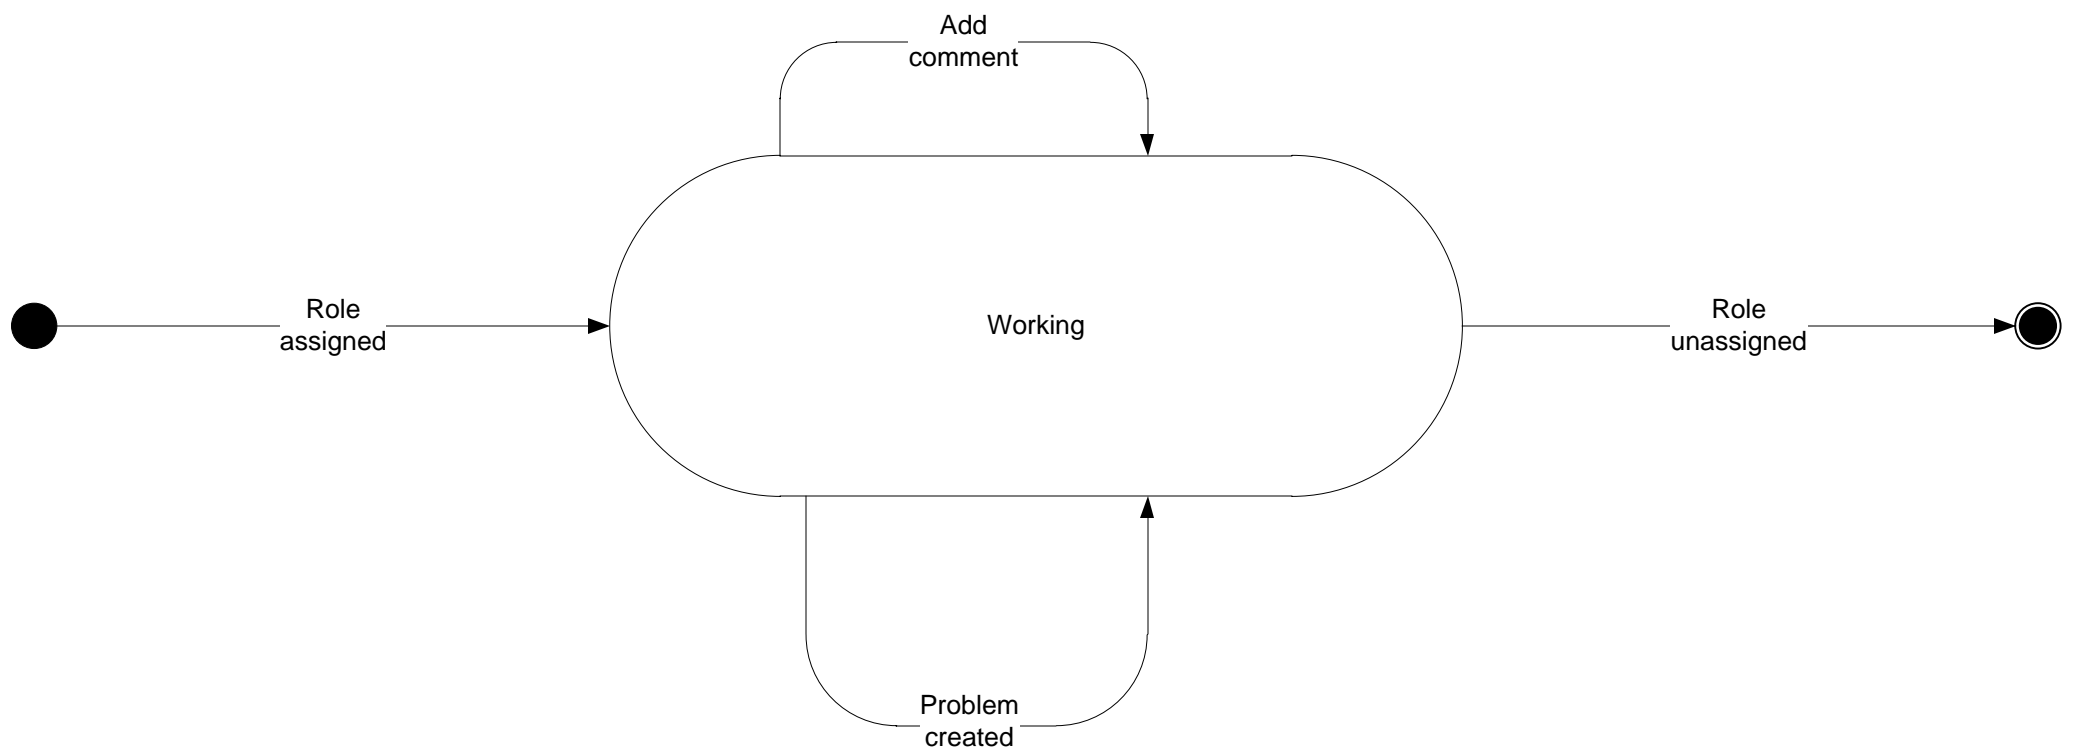 Add
comment
Role
assigned
Working
Role
unassigned
Problem
created